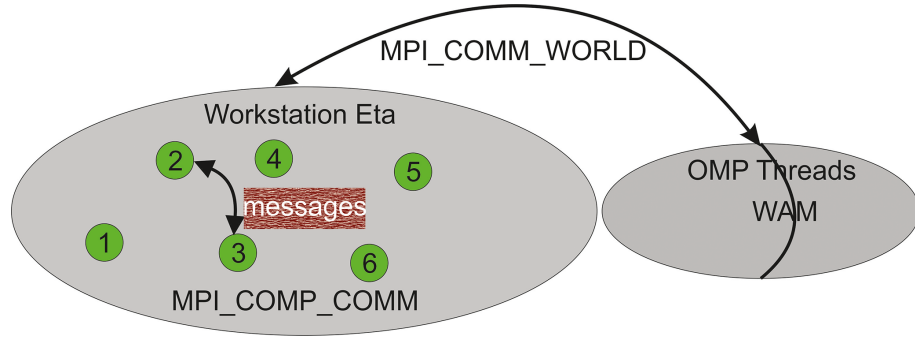 MPI_COMM_WORLD
Workstation Eta
2
4
5
messages
1
3
6
MPI_COMP_COMM
OMP Threads
WAM